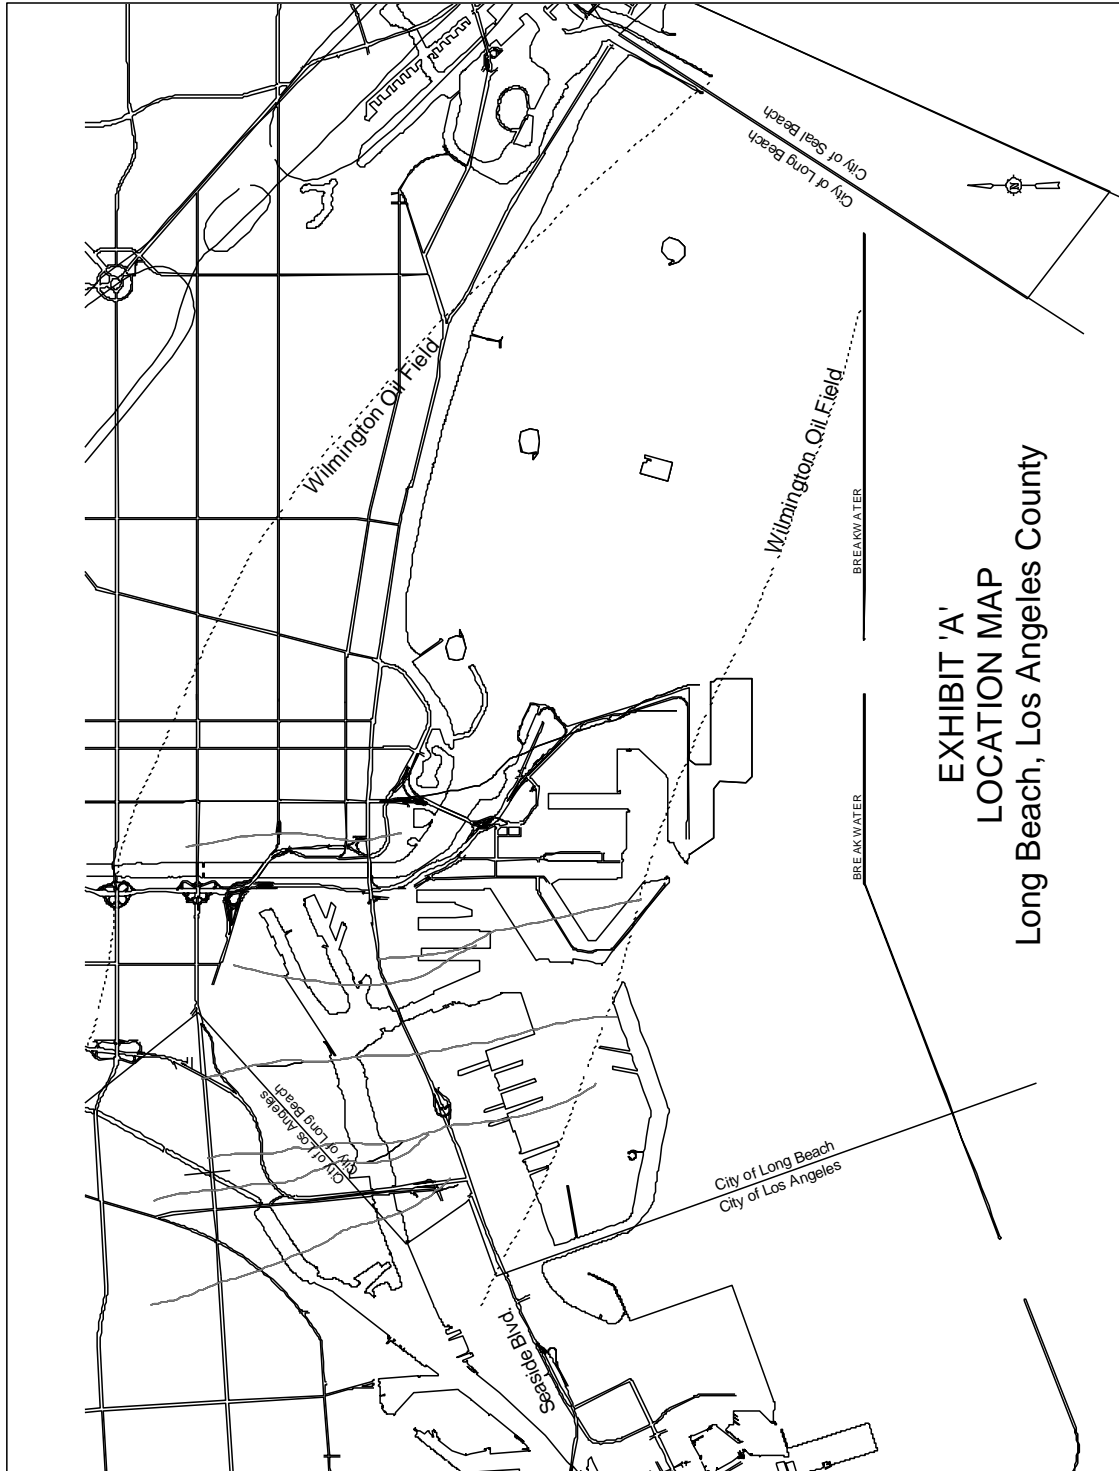 EXHIBIT 'A'
LOCATION MAP
Long Beach, Los Angeles County
City of Seal Beach
City of Long Beach
N
Wilmington Oil Field
Wilmington Oil Field
BREAKWATER
BREAKWATER
City of Los Angeles
City of Long Beach
City of Long Beach
City of Los Angeles
Seaside Blvd.